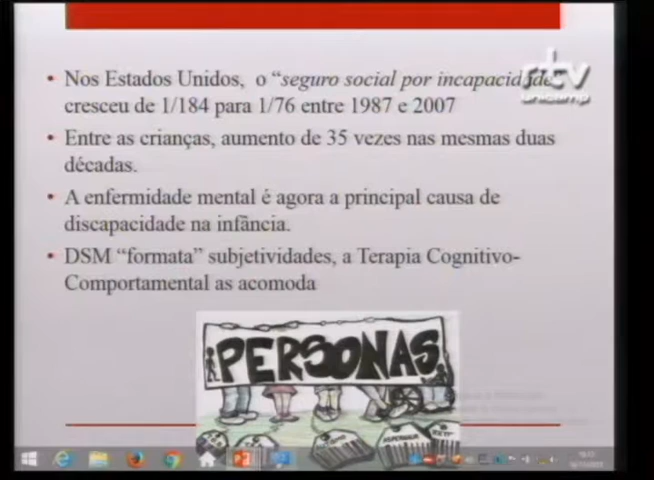 • Nos Estados Unidos, o “seguro social por incapacidade
cresceu de 1/184 para 1/76 entre 1987 e 2007
• Entre as crianças, aumento de 35 vezes nas mesmas duas
décadas.
• A enfermidade mental é agora a principal causa de
discapacidade na infância.
• DSM “formata” subjetividades, a Terapia Cognitivo-
Comportamental as acomoda
rtv
unicamp
PERSONAS